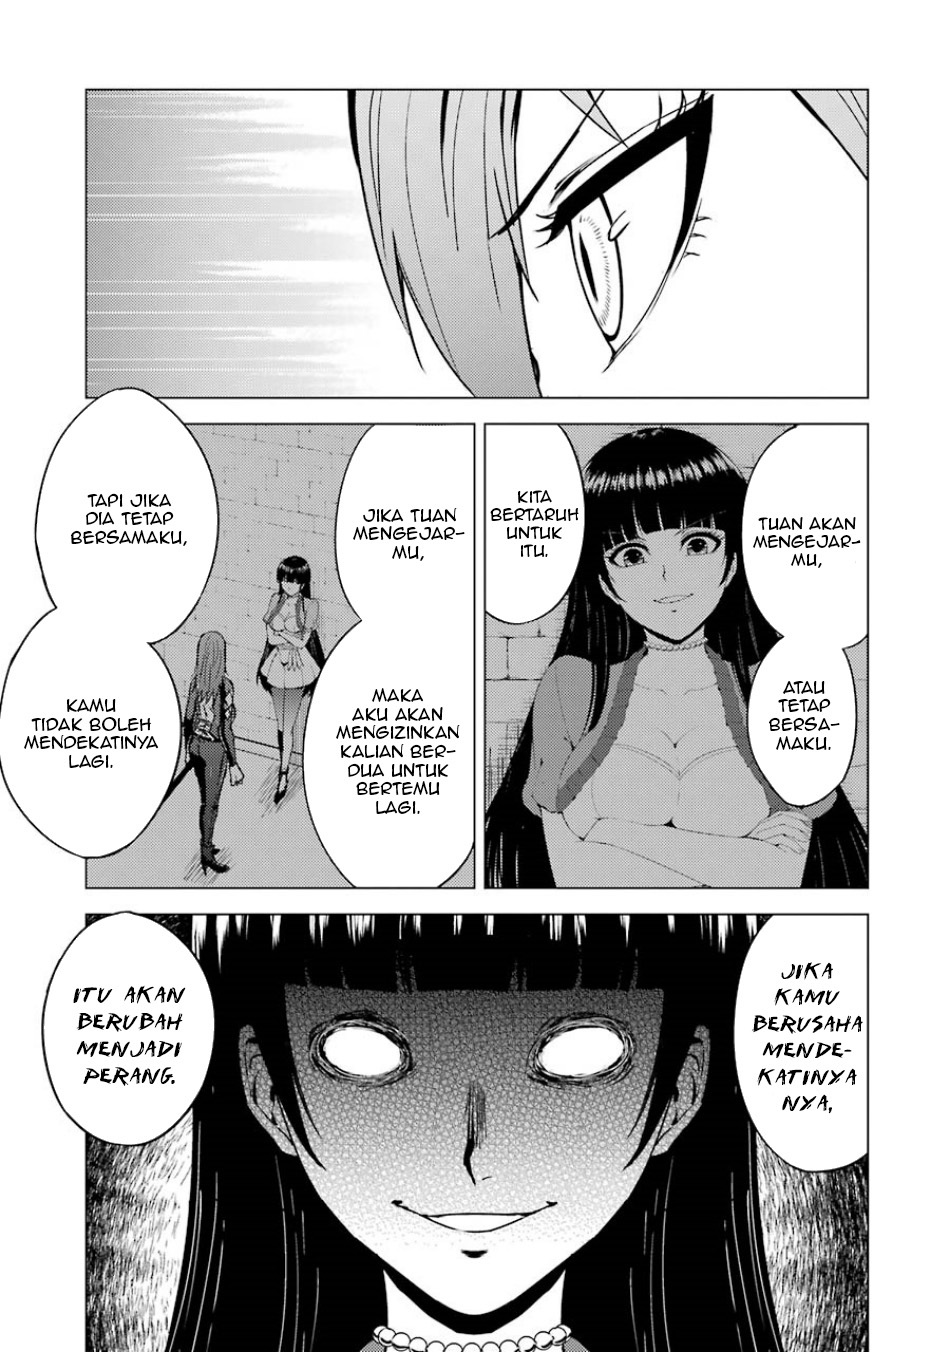 TUAN AKAN
MENGEJAR-
MU,
ATAU
TETAP
BERSA-
MAKU.
KITA
BERTARUH
UNTUK
ITU.
JIKA TUAN
MENGEJAR-
MU,
MAKA
AKU AKAN
MENGIZINKAN
KALIAN BER-
DUA UNTUK
BERTEMU
LAGI.
TAPI JIKA
DIA TETAP
BERSAMAKU,
KAMU
TIDAK BOLEH
MENDEKATINYA
LAGI.
JIKA
KAMU
BERUSAHA
MENDE-
KATINYA
NYA,
ITU AKAN
BERUBAH
MENJADI
PERANG.